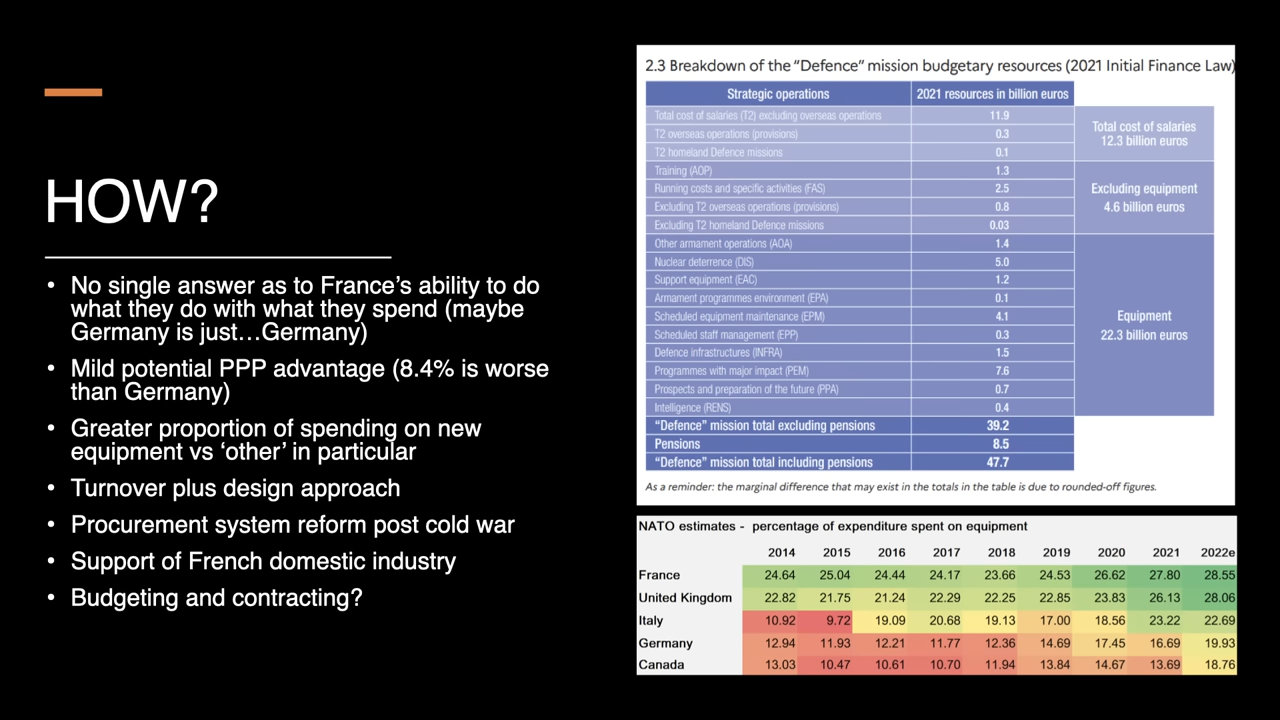 HOW?
• No single answer as to France’s ability to do
what they do with what they spend (maybe
Germany is just…Germany)
• Mild potential PPP advantage (8.4% is worse
than Germany)
• Greater proportion of spending on new
equipment vs ‘other’ in particular
• Turnover plus design approach
• Procurement system reform post cold war
• Support of French domestic industry
• Budgeting and contracting?
2.3 Breakdown of the “Defence” mission budgetary resources (2021 Initial Finance Law)
Strategic operations 2021 resources in billion euros
Total cost of salaries (T2) excluding overseas operations 11.9
T2 overseas operations (provisions) 0.3
T2 homeland Defence missions 0.1
Total cost of salaries
12.3 billion euros
Training (AOP) 1.3
Running costs and specific activities (FAS) 2.5
Excluding T2 overseas operations (provisions) 0.8
Excluding T2 homeland Defence missions 0.03
Excluding equipment
4.6 billion euros
Other armament operations (AOA) 1.4
Nuclear deterrence (DIS) 5.0
Support equipment (EAC) 1.2
Armament programmes environment (EPA) 0.1
Scheduled equipment maintenance (EPM) 4.1
Scheduled staff management (EPP) 0.3
Defence infrastructures (INFRA) 1.5
Programmes with major impact (PEM) 7.6
Prospects and preparation of the future (PPA) 0.7
Intelligence (RENS) 0.4
Equipment
22.3 billion euros
“Defence” mission total excluding pensions 39.2
Pensions 8.5
“Defence” mission total including pensions 47.7
As a reminder: the marginal difference that may exist in the totals in the table is due to rounded-off figures.
NATO estimates - percentage of expenditure spent on equipment
2014 2015 2016 2017 2018 2019 2020 2021 2022e
France 24.64 25.04 24.44 24.17 23.66 24.53 26.62 27.80 28.55
United Kingdom 22.82 21.75 21.24 22.29 22.25 22.85 23.83 26.13 28.06
Italy 10.92 9.72 19.09 20.68 19.13 17.00 18.56 23.22 22.69
Germany 12.94 11.93 12.21 11.77 12.36 14.69 17.45 16.69 19.93
Canada 13.03 10.47 10.61 10.70 11.94 13.84 14.67 13.69 18.76